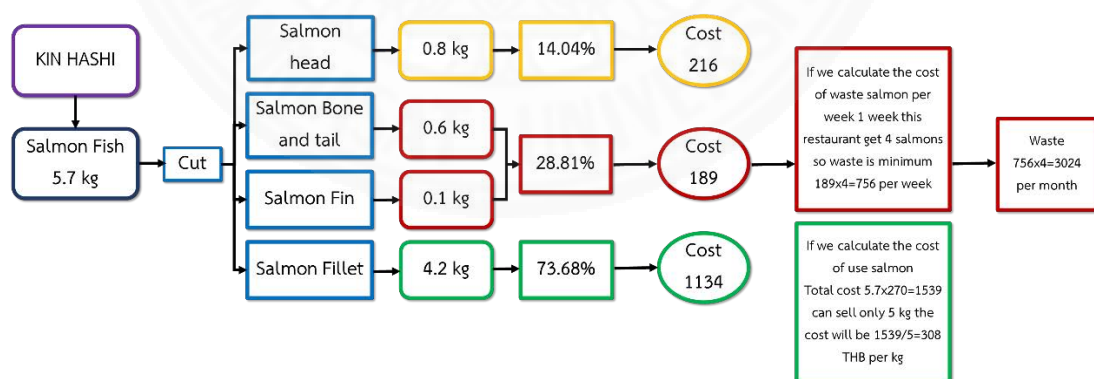 KIN HASHI
Salmon Fish
5.7 kg
Cut
Salmon
head
0.8 kg
14.04%
Cost
216
Salmon Bone
and tail
0.6 kg
Salmon Fin
0.1 kg
28.81%
Cost
189
Salmon Fillet
4.2 kg
73.68%
Cost
1134
If we calculate the cost
of waste salmon per
week 1 week this
restaurant get 4 salmons
so waste is minimum
189x4=756 per week
Waste
756x4=3024
per month
If we calculate the cost
of use salmon
Total cost 5.7x270=1539
can sell only 5 kg the
cost will be 1539/5=308
THB per kg